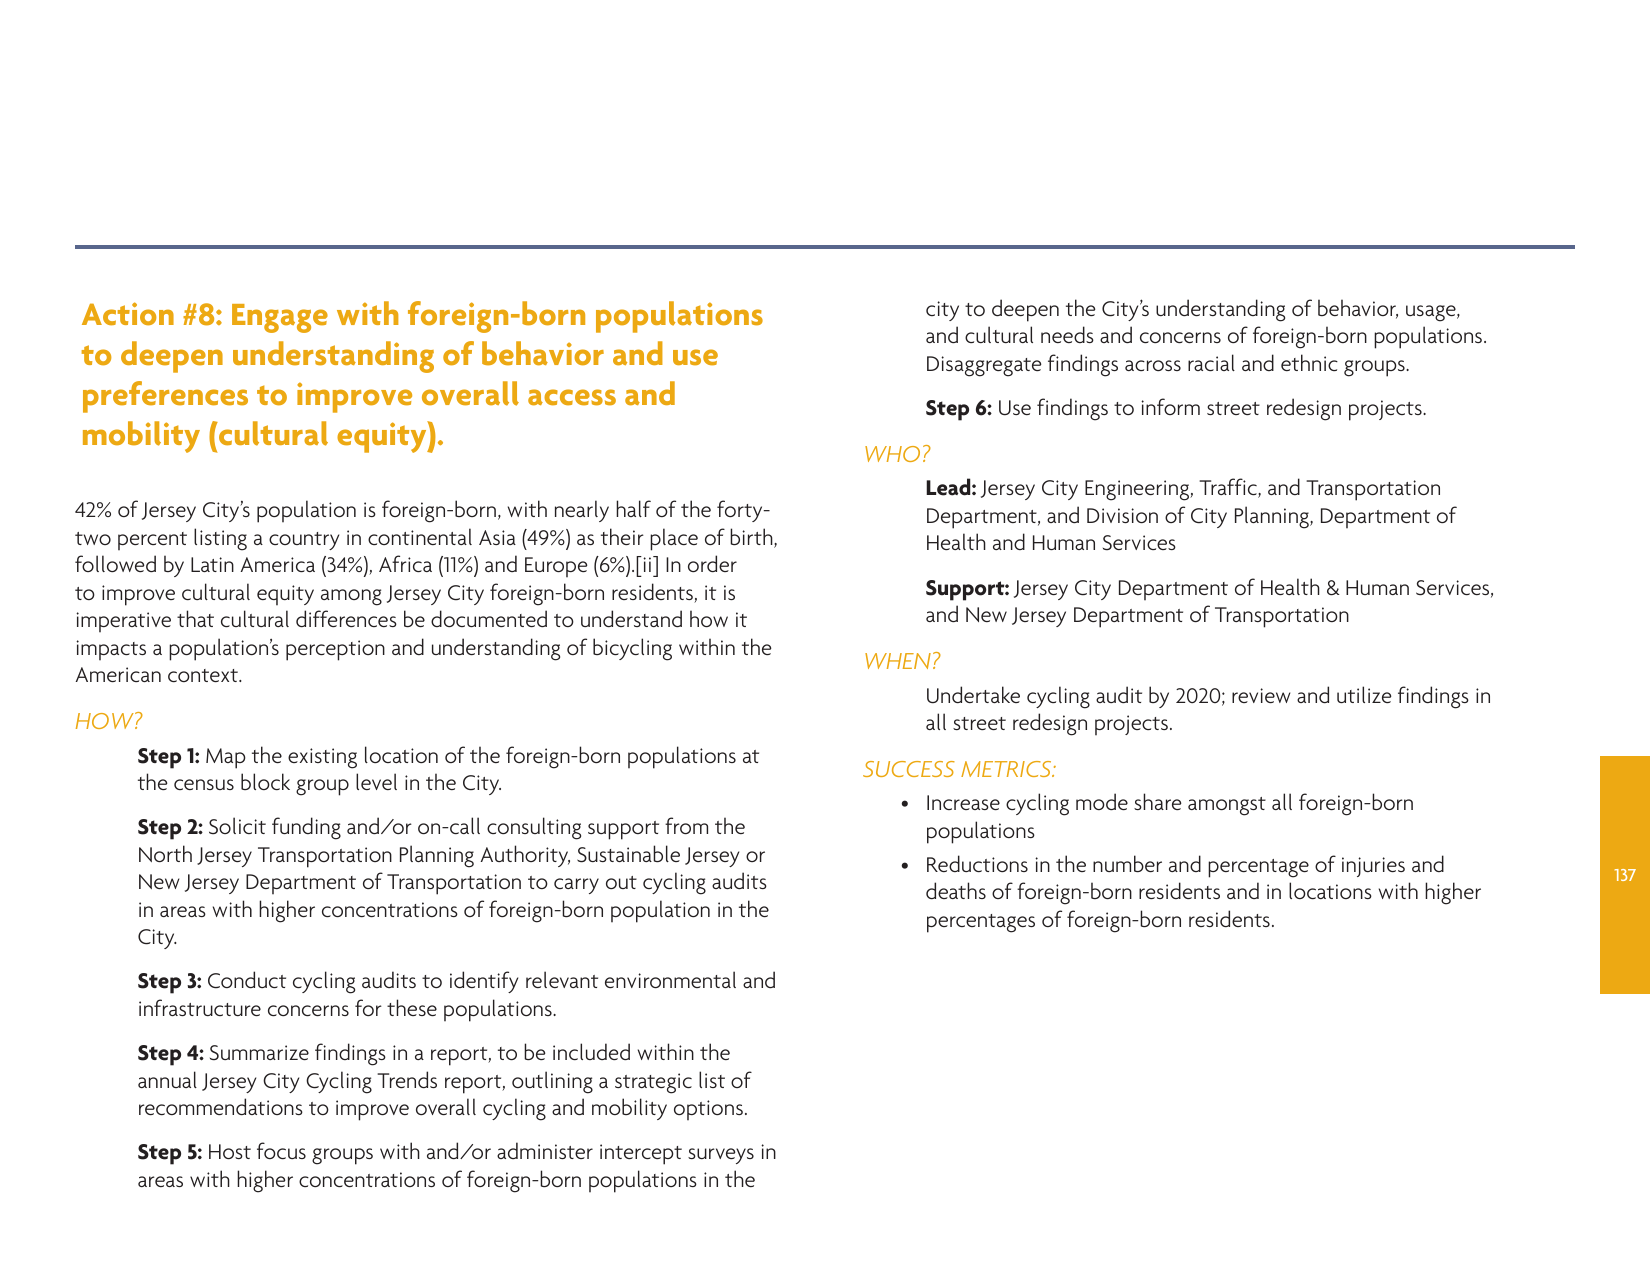 Action #8: Engage with foreign-born populations
to deepen understanding of behavior and use
preferences to improve overall access and
mobility (cultural equity).
42% of Jersey City’s population is foreign-born, with nearly half of the forty-
two percent listing a country in continental Asia (49%) as their place of birth,
followed by Latin America (34%), Africa (11%) and Europe (6%).[ii] In order
to improve cultural equity among Jersey City foreign-born residents, it is
imperative that cultural differences be documented to understand how it
impacts a population’s perception and understanding of bicycling within the
American context.
HOW?
Step 1: Map the existing location of the foreign-born populations at
the census block group level in the City.
Step 2: Solicit funding and/or on-call consulting support from the
North Jersey Transportation Planning Authority, Sustainable Jersey or
New Jersey Department of Transportation to carry out cycling audits
in areas with higher concentrations of foreign-born population in the
City.
Step 3: Conduct cycling audits to identify relevant environmental and
infrastructure concerns for these populations.
Step 4: Summarize findings in a report, to be included within the
annual Jersey City Cycling Trends report, outlining a strategic list of
recommendations to improve overall cycling and mobility options.
Step 5: Host focus groups with and/or administer intercept surveys in
areas with higher concentrations of foreign-born populations in the
city to deepen the City’s understanding of behavior, usage,
and cultural needs and concerns of foreign-born populations.
Disaggregate findings across racial and ethnic groups.
Step 6: Use findings to inform street redesign projects.
WHO?
Lead: Jersey City Engineering, Traffic, and Transportation
Department, and Division of City Planning, Department of
Health and Human Services
Support: Jersey City Department of Health & Human Services,
and New Jersey Department of Transportation
WHEN?
Undertake cycling audit by 2020; review and utilize findings in
all street redesign projects.
SUCCESS METRICS:
• Increase cycling mode share amongst all foreign-born
populations
• Reductions in the number and percentage of injuries and
deaths of foreign-born residents and in locations with higher
percentages of foreign-born residents.
137